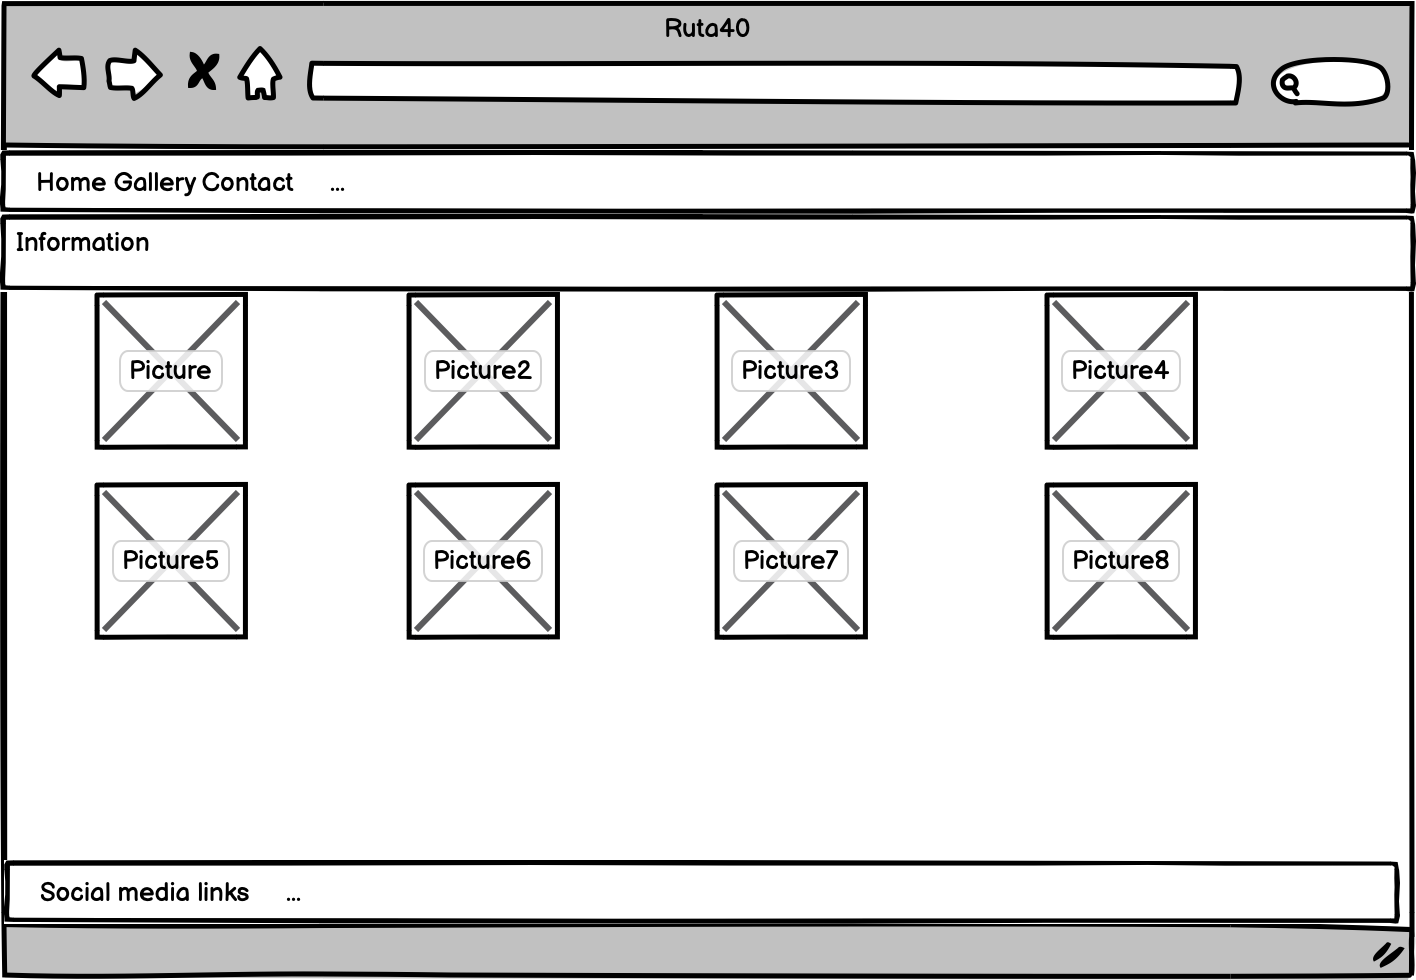 Ruta40
Home Gallery Contact ...
Information
Picture Picture2 Picture3 Picture4
Picture5 Picture6 Picture7 Picture8
Social media links ...